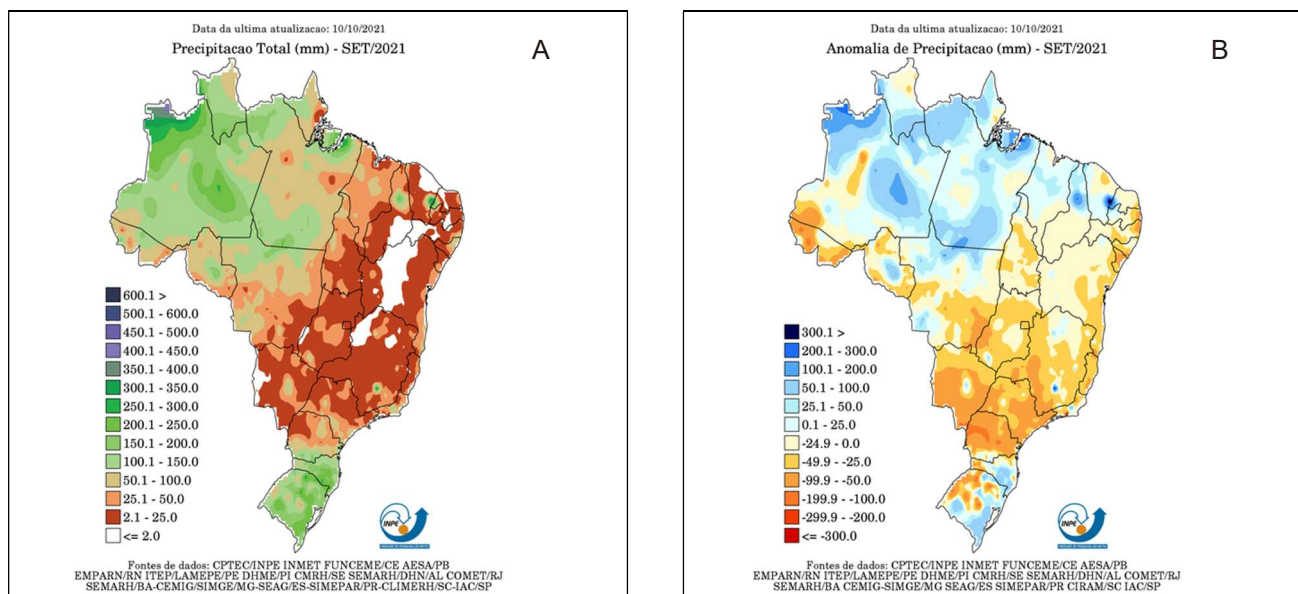 Data da ultima atualizacao: 10/10/2021
Precipitacao Total (mm) - SET/2021
A
600.1 >
500.1 - 600.0
450.1 - 500.0
400.1 - 450.0
350.1 - 400.0
300.1 - 350.0
250.1 - 300.0
200.1 - 250.0
150.1 - 200.0
100.1 - 150.0
50.1 - 100.0
25.1 - 50.0
2.1 - 25.0
<= 2.0
INPE
Fontes de dados: CPTEC/INPE INMET FUNCEME/CE AESA/PB
EMPARN/RN ITEP/LAMEPE/PE DHME/PI CMRH/SE SEMARH/DHN/AL COMET/RJ
SEMARH/BA-CEMIG/SIMGE/MG-SEAG/ES-SIMEPAR/PR-CLIMERH/SC-IAC/SP
Data da ultima atualizacao: 10/10/2021
Anomalia de Precipitacao (mm) - SET/2021
B
300.1 >
200.1 - 300.0
100.1 - 200.0
50.1 - 100.0
25.1 - 50.0
0.1 - 25.0
-24.9 - 0.0
-49.9 - -25.0
-99.9 - -50.0
-199.9 - -100.0
-299.9 - -200.0
<= -300.0
INPE
Fontes de dados: CPTEC/INPE INMET FUNCEME/CE AESA/PB
EMPARN/RN ITEP/LAMEPE/PE DHME/PI CMRH/SE SEMARH/DHN/AL COMET/RJ
SEMARH/BA CEMIG-SIMGE/MG SEAG/ES SIMEPAR/PR CIRAM/SC IAC/SP